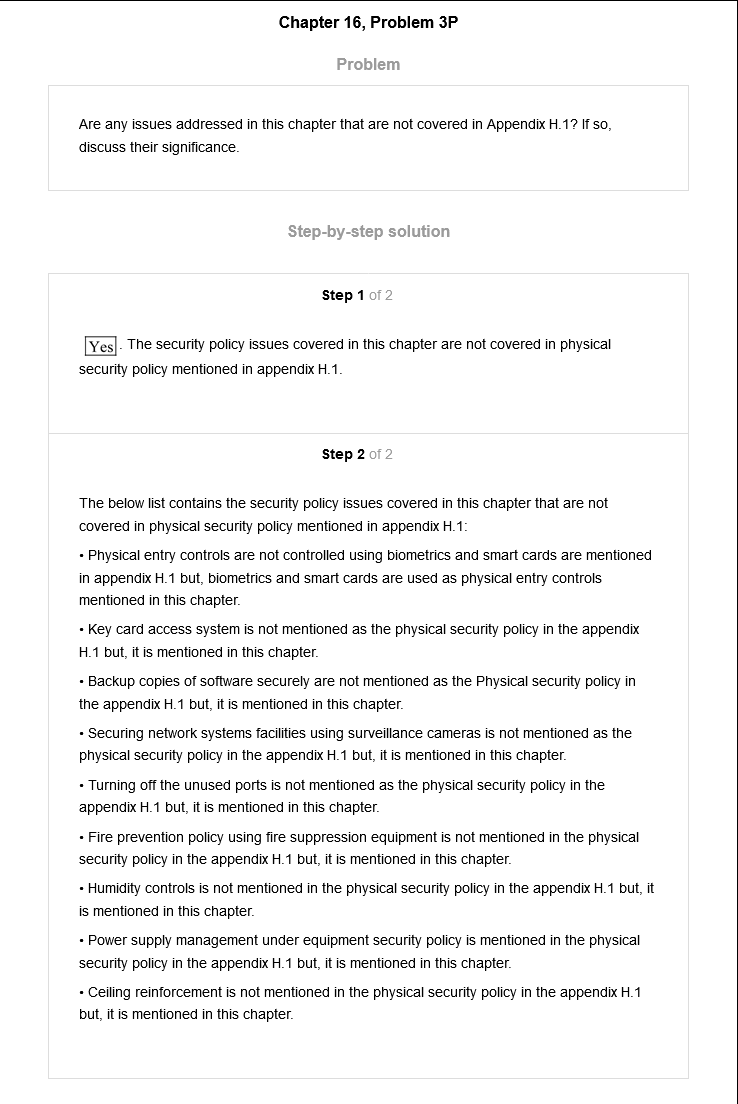 Chapter 16, Problem 3P
Problem
Are any issues addressed in this chapter that are not covered in Appendix H.1? If so,
discuss their significance.
Step-by-step solution
Step 1 of 2
Yes . The security policy issues covered in this chapter are not covered in physical
security policy mentioned in appendix H.1.
Step 2 of 2
The below list contains the security policy issues covered in this chapter that are not
covered in physical security policy mentioned in appendix H.1:
• Physical entry controls are not controlled using biometrics and smart cards are mentioned
in appendix H.1 but, biometrics and smart cards are used as physical entry controls
mentioned in this chapter.
• Key card access system is not mentioned as the physical security policy in the appendix
H.1 but, it is mentioned in this chapter.
• Backup copies of software securely are not mentioned as the Physical security policy in
the appendix H.1 but, it is mentioned in this chapter.
• Securing network systems facilities using surveillance cameras is not mentioned as the
physical security policy in the appendix H.1 but, it is mentioned in this chapter.
• Turning off the unused ports is not mentioned as the physical security policy in the
appendix H.1 but, it is mentioned in this chapter.
• Fire prevention policy using fire suppression equipment is not mentioned in the physical
security policy in the appendix H.1 but, it is mentioned in this chapter.
• Humidity controls is not mentioned in the physical security policy in the appendix H.1 but, it
is mentioned in this chapter.
• Power supply management under equipment security policy is mentioned in the physical
security policy in the appendix H.1 but, it is mentioned in this chapter.
• Ceiling reinforcement is not mentioned in the physical security policy in the appendix H.1
but, it is mentioned in this chapter.